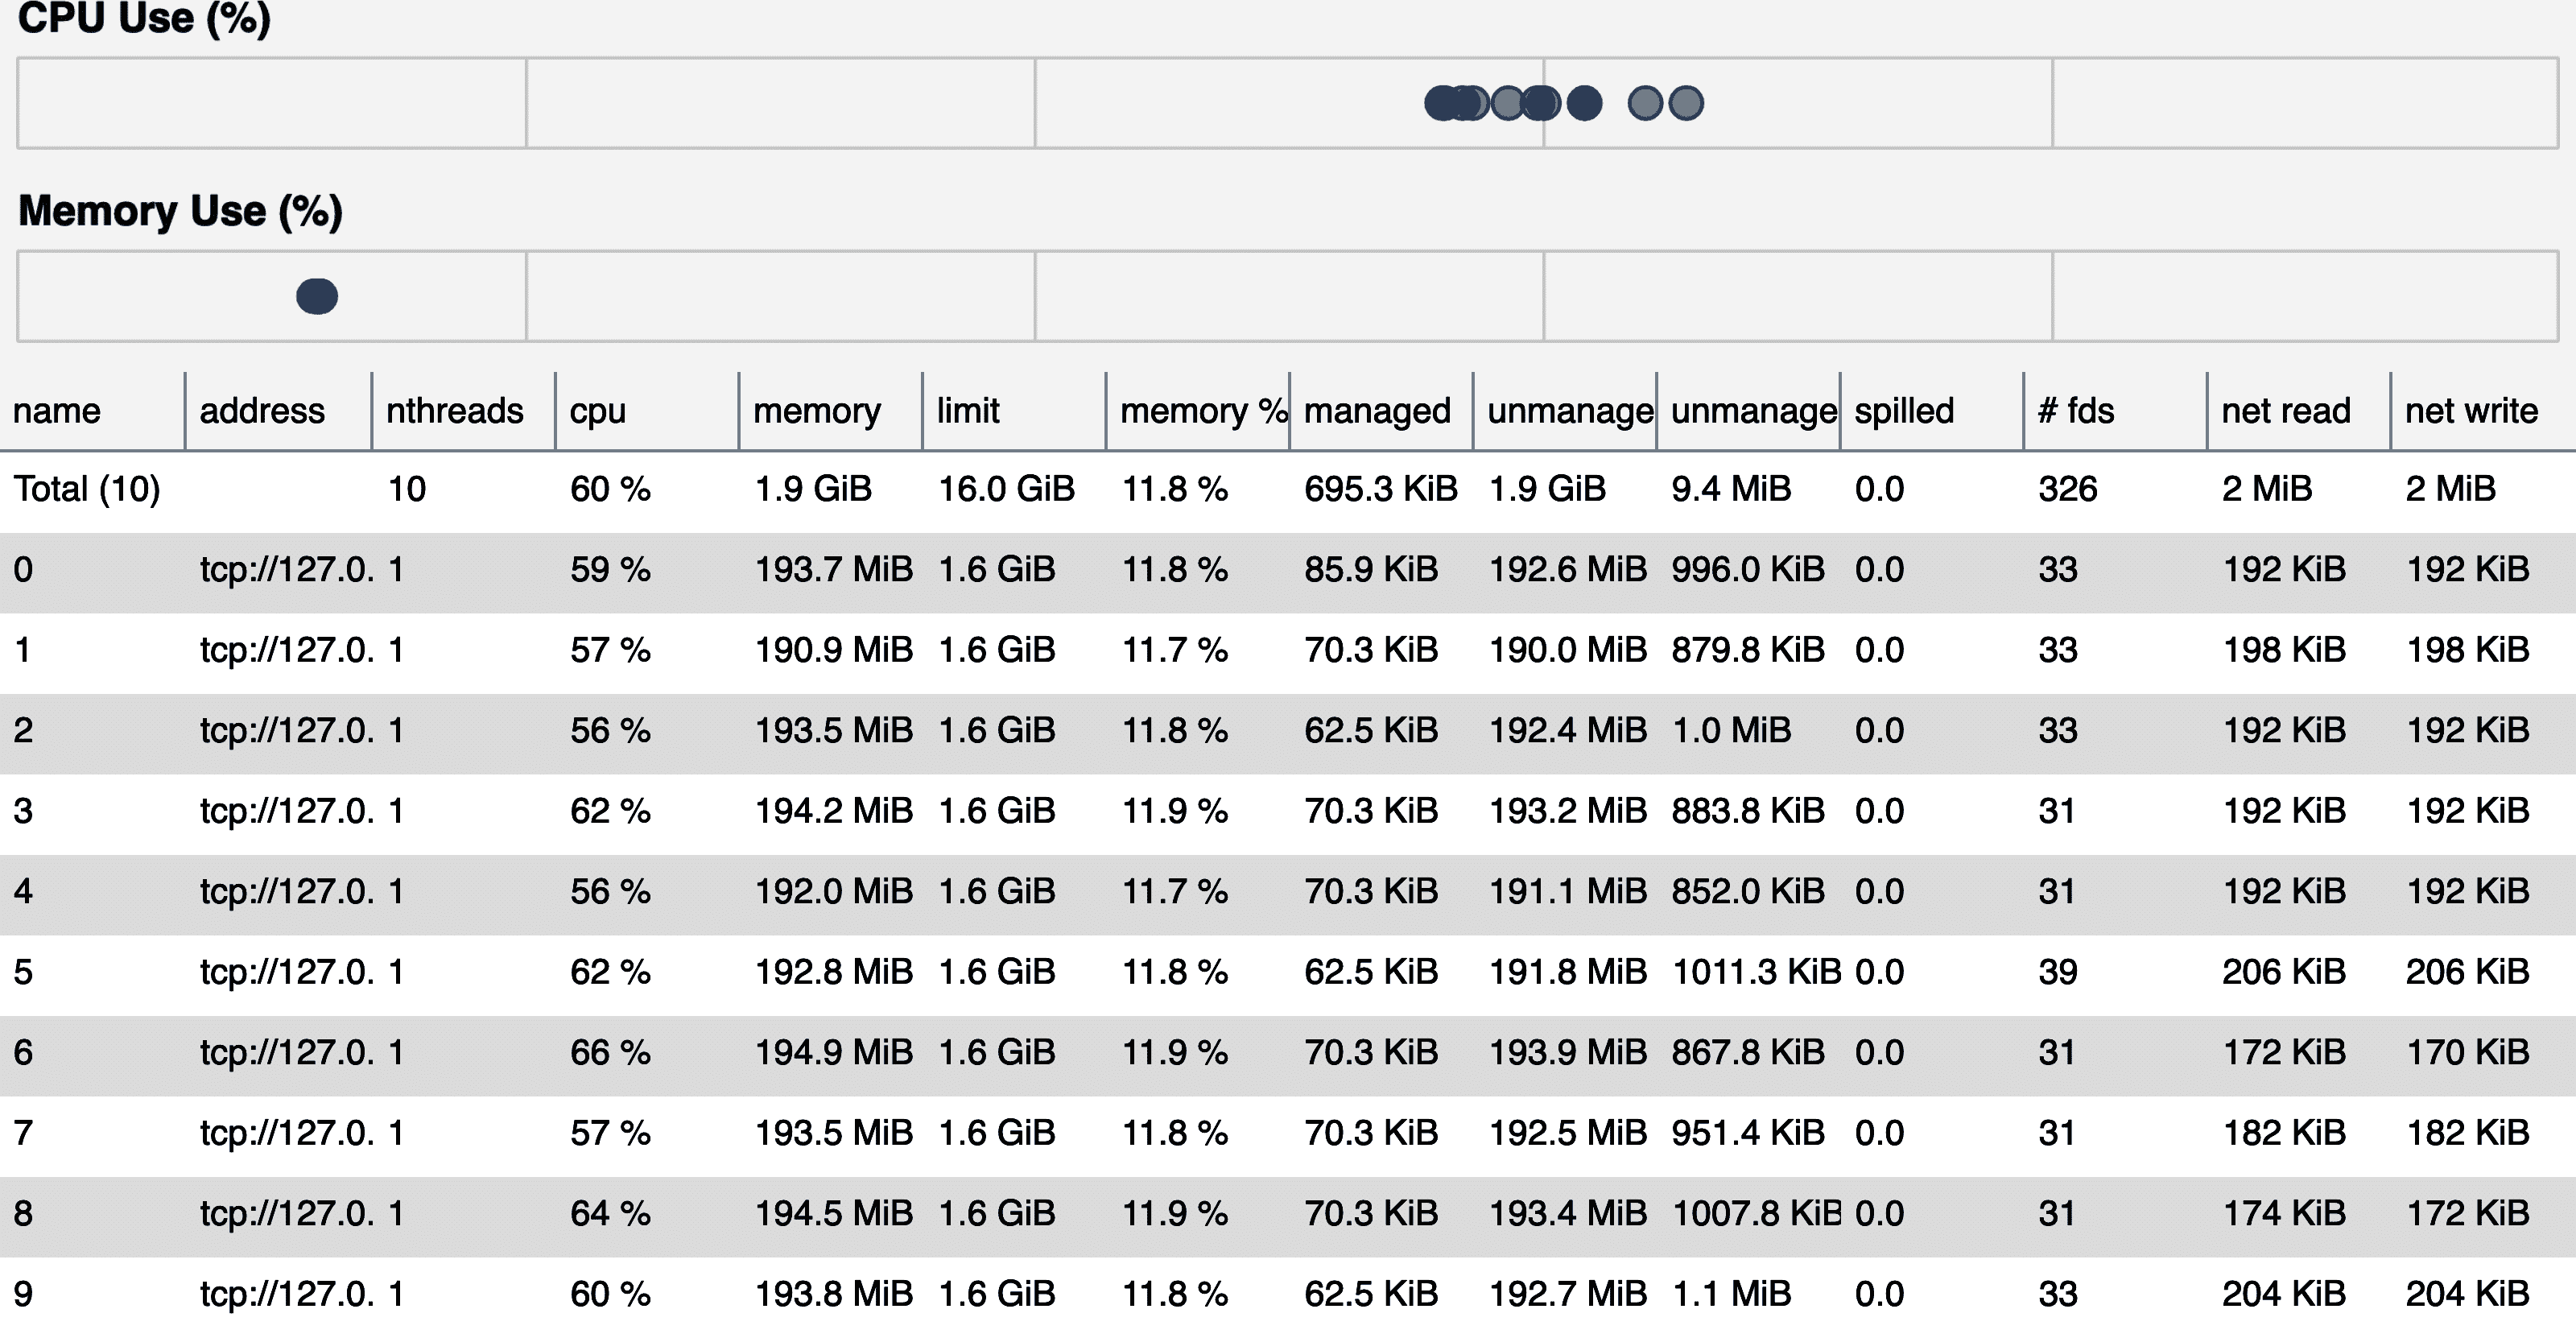 CPU Use (%)
Memory Use (%)
name address nthreads cpu memory limit memory % managed unmanage unmanage spilled # fds net read net write
Total (10) 10 60 % 1.9 GiB 16.0 GiB 11.8 % 695.3 KiB 1.9 GiB 9.4 MiB 0.0 326 2 MiB 2 MiB
0 tcp://127.0. 1 59 % 193.7 MiB 1.6 GiB 11.8 % 85.9 KiB 192.6 MiB 996.0 KiB 0.0 33 192 KiB 192 KiB
1 tcp://127.0. 1 57 % 190.9 MiB 1.6 GiB 11.7 % 70.3 KiB 190.0 MiB 879.8 KiB 0.0 33 198 KiB 198 KiB
2 tcp://127.0. 1 56 % 193.5 MiB 1.6 GiB 11.8 % 62.5 KiB 192.4 MiB 1.0 MiB 0.0 33 192 KiB 192 KiB
3 tcp://127.0. 1 62 % 194.2 MiB 1.6 GiB 11.9 % 70.3 KiB 193.2 MiB 883.8 KiB 0.0 31 192 KiB 192 KiB
4 tcp://127.0. 1 56 % 192.0 MiB 1.6 GiB 11.7 % 70.3 KiB 191.1 MiB 852.0 KiB 0.0 31 192 KiB 192 KiB
5 tcp://127.0. 1 62 % 192.8 MiB 1.6 GiB 11.8 % 62.5 KiB 191.8 MiB 1011.3 KiB 0.0 39 206 KiB 206 KiB
6 tcp://127.0. 1 66 % 194.9 MiB 1.6 GiB 11.9 % 70.3 KiB 193.9 MiB 867.8 KiB 0.0 31 172 KiB 170 KiB
7 tcp://127.0. 1 57 % 193.5 MiB 1.6 GiB 11.8 % 70.3 KiB 192.5 MiB 951.4 KiB 0.0 31 182 KiB 182 KiB
8 tcp://127.0. 1 64 % 194.5 MiB 1.6 GiB 11.9 % 70.3 KiB 193.4 MiB 1007.8 KiB 0.0 31 174 KiB 172 KiB
9 tcp://127.0. 1 60 % 193.8 MiB 1.6 GiB 11.8 % 62.5 KiB 192.7 MiB 1.1 MiB 0.0 33 204 KiB 204 KiB